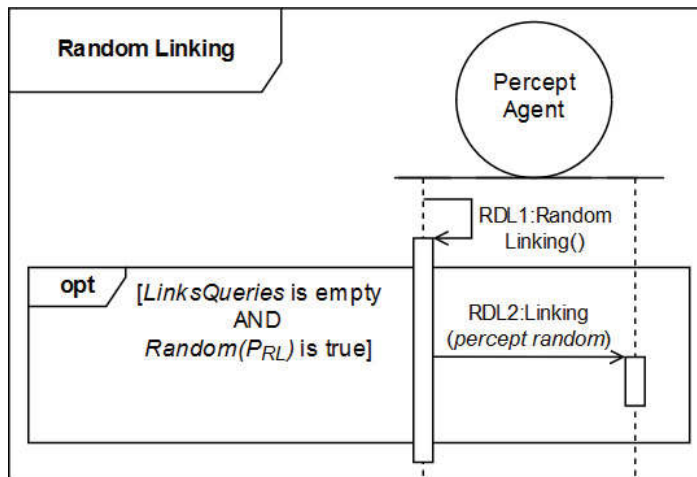 Random Linking
Percept
Agent
RDL1:Random
Linking()
opt
[LinksQueries is empty
AND
Random(PRL) is true]
RDL2:Linking
(percept random)